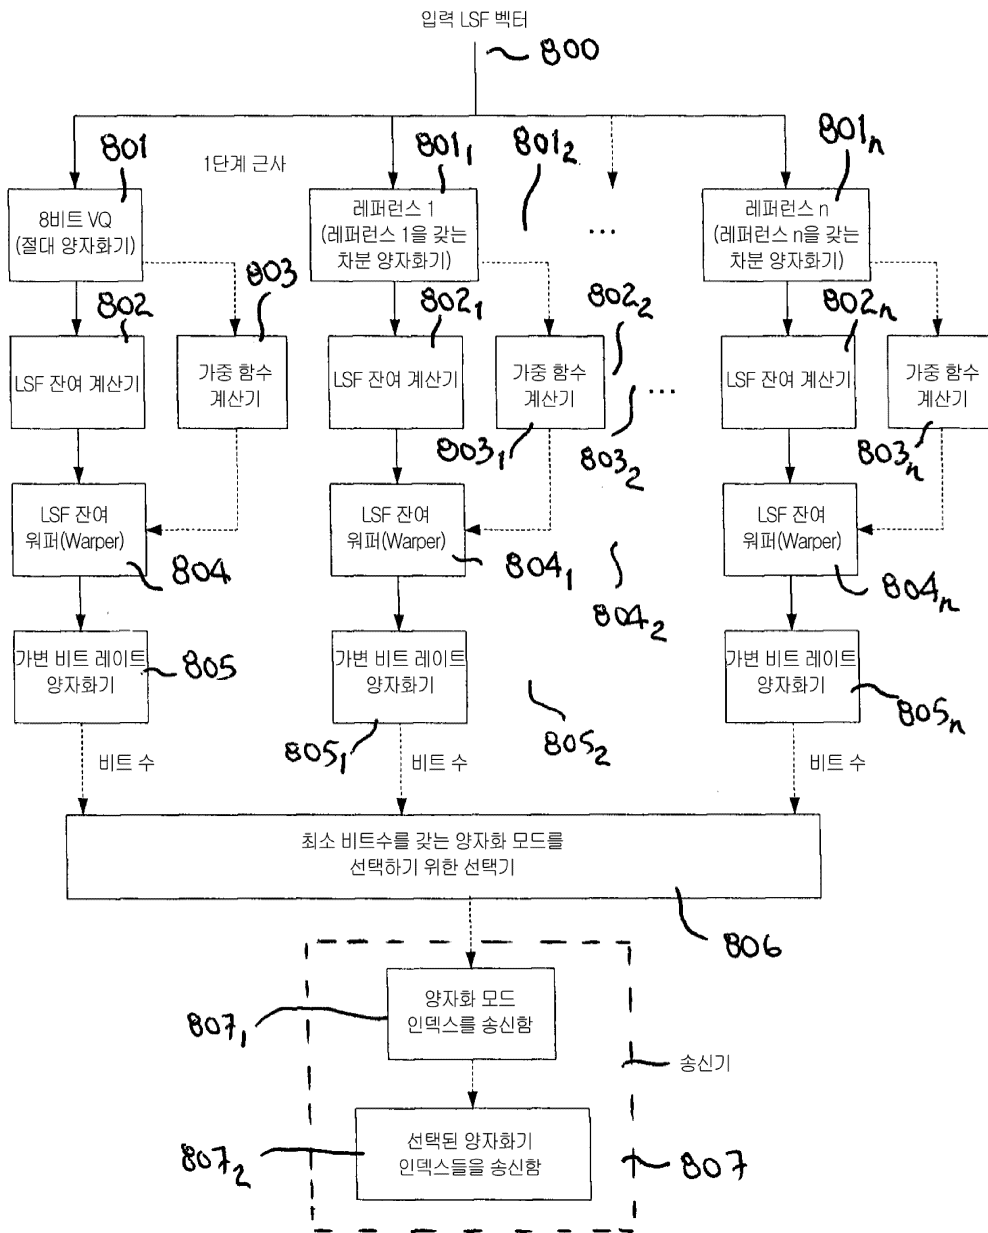 입력 LSF 벡터
800
801
1단계 근사
801₁
801₂
801ₙ
8비트 VQ
(절대 양자화기)
레퍼런스 1
(레퍼런스 1을 갖는
차분 양자화기)
...
레퍼런스 n
(레퍼런스 n을 갖는
차분 양자화기)
802
803
802₁
802₂
802ₙ
LSF 잔여 계산기
가중 함수
계산기
LSF 잔여 계산기
가중 함수
계산기
...
LSF 잔여 계산기
가중 함수
계산기
803₁
803₂
803ₙ
LSF 잔여
워퍼(Warper)
LSF 잔여
워퍼(Warper)
LSF 잔여
워퍼(Warper)
804
804₁
804₂
804ₙ
가변 비트 레이트
양자화기
805
가변 비트 레이트
양자화기
가변 비트 레이트
양자화기
805₁
805₂
805ₙ
비트 수
비트 수
비트 수
최소 비트수를 갖는 양자화 모드를
선택하기 위한 선택기
806
양자화 모드
인덱스를 송신함
807₁
송신기
선택된 양자화기
인덱스들을 송신함
807₂
807